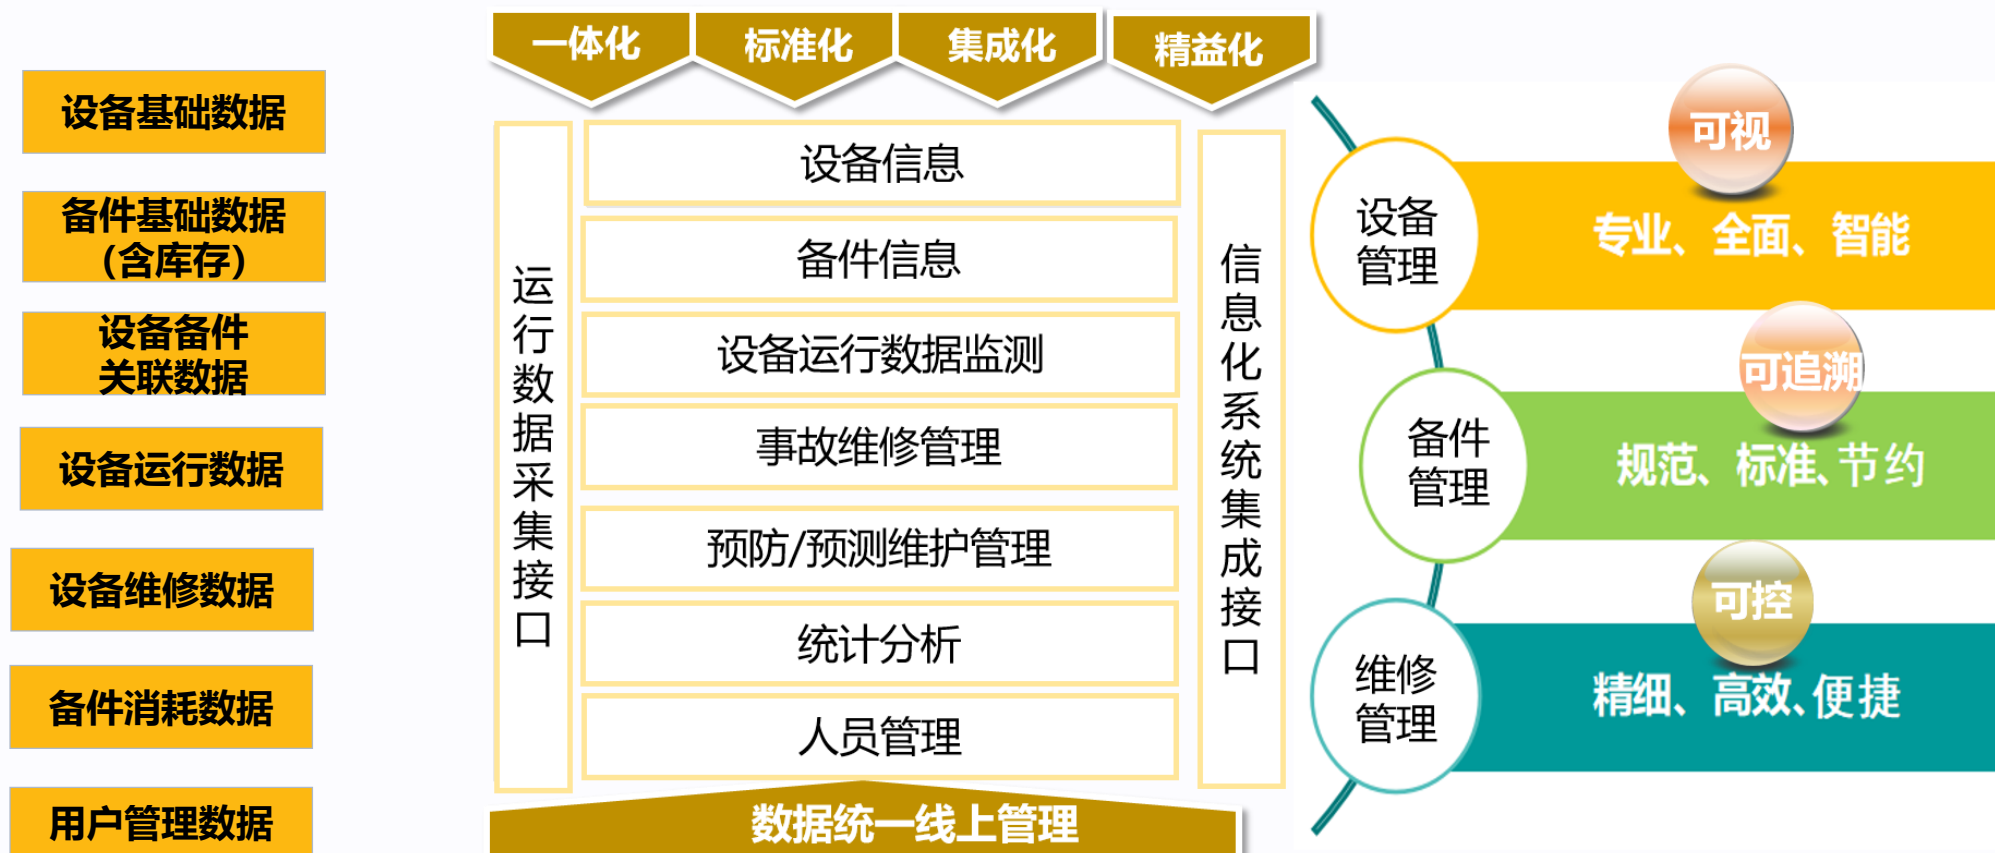 设备基础数据
备件基础数据
（含库存）
设备备件
关联数据
设备运行数据
设备维修数据
备件消耗数据
用户管理数据
一体化
标准化
集成化
精益化
运行数据采集接口
设备信息
备件信息
设备运行数据监测
事故维修管理
预防/预测维护管理
统计分析
人员管理
信息化系统集成接口
数据统一线上管理
设备
管理
可视
专业、全面、智能
备件
管理
可追溯
规范、标准、节约
维修
管理
可控
精细、高效、便捷